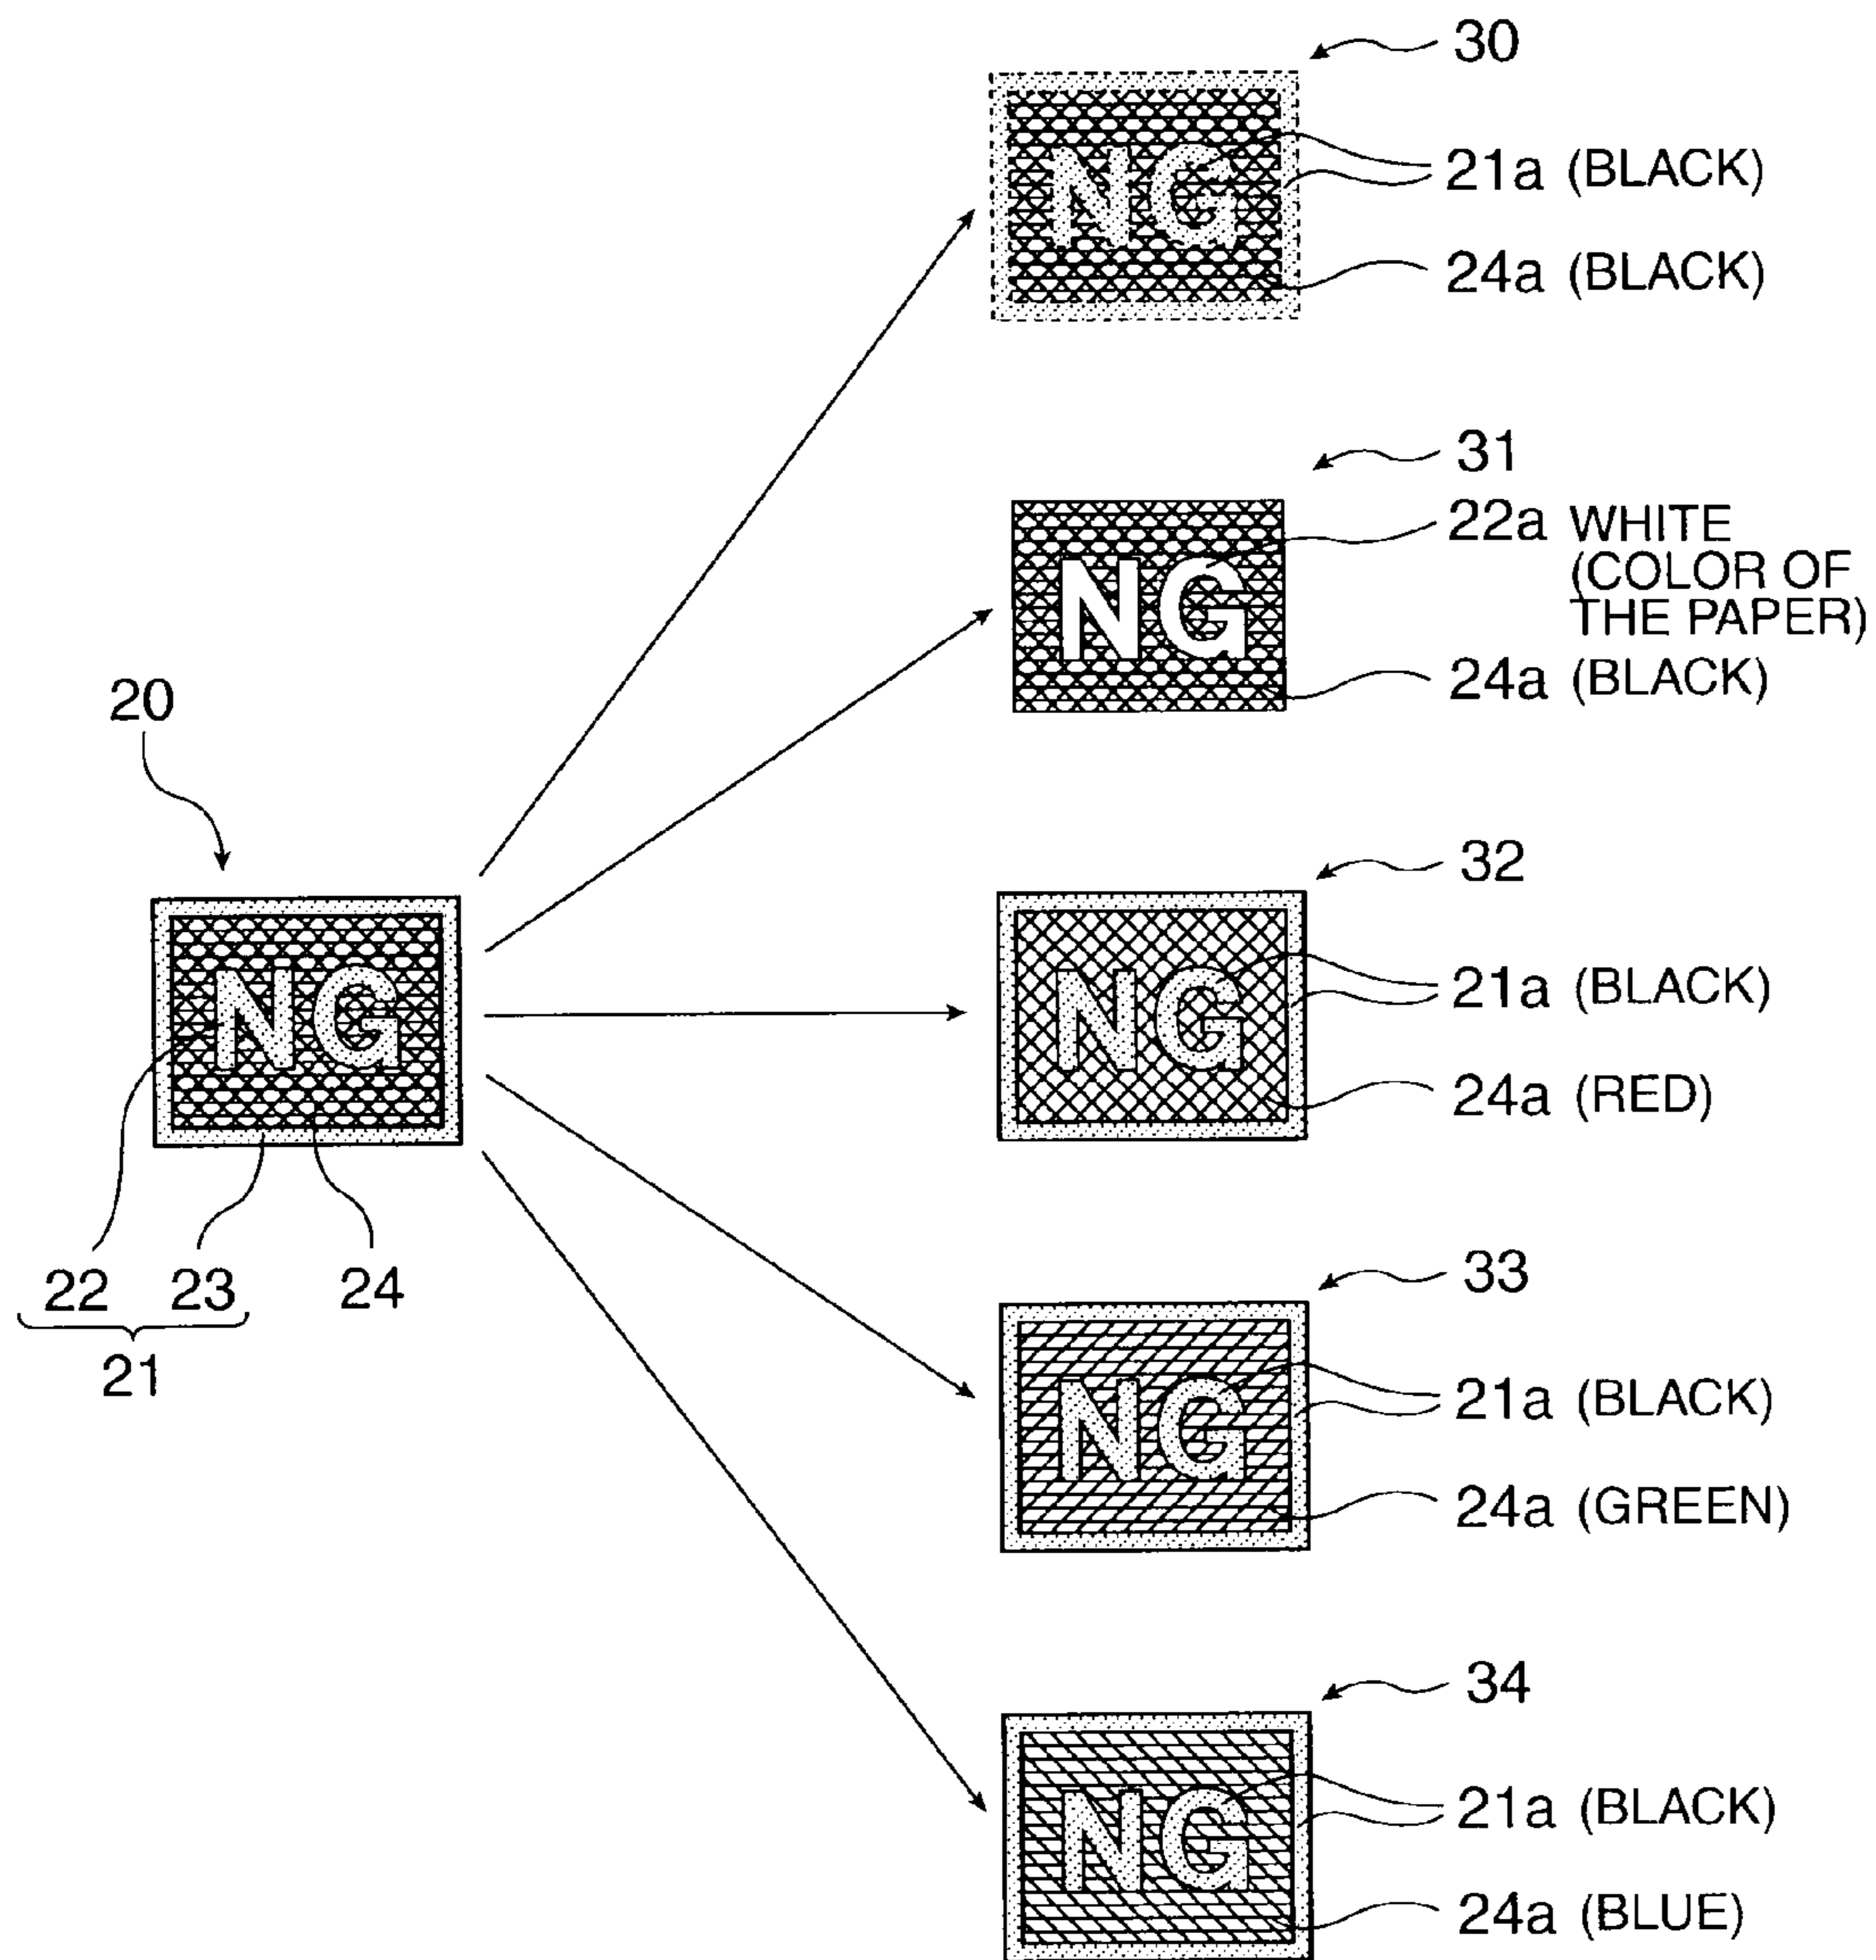 30
NG
21a (BLACK)
24a (BLACK)
31
22a WHITE
(COLOR OF
THE PAPER)
NG
24a (BLACK)
20
NG
22 23 24
21
32
NG
21a (BLACK)
24a (RED)
33
NG
21a (BLACK)
24a (GREEN)
34
NG
21a (BLACK)
24a (BLUE)